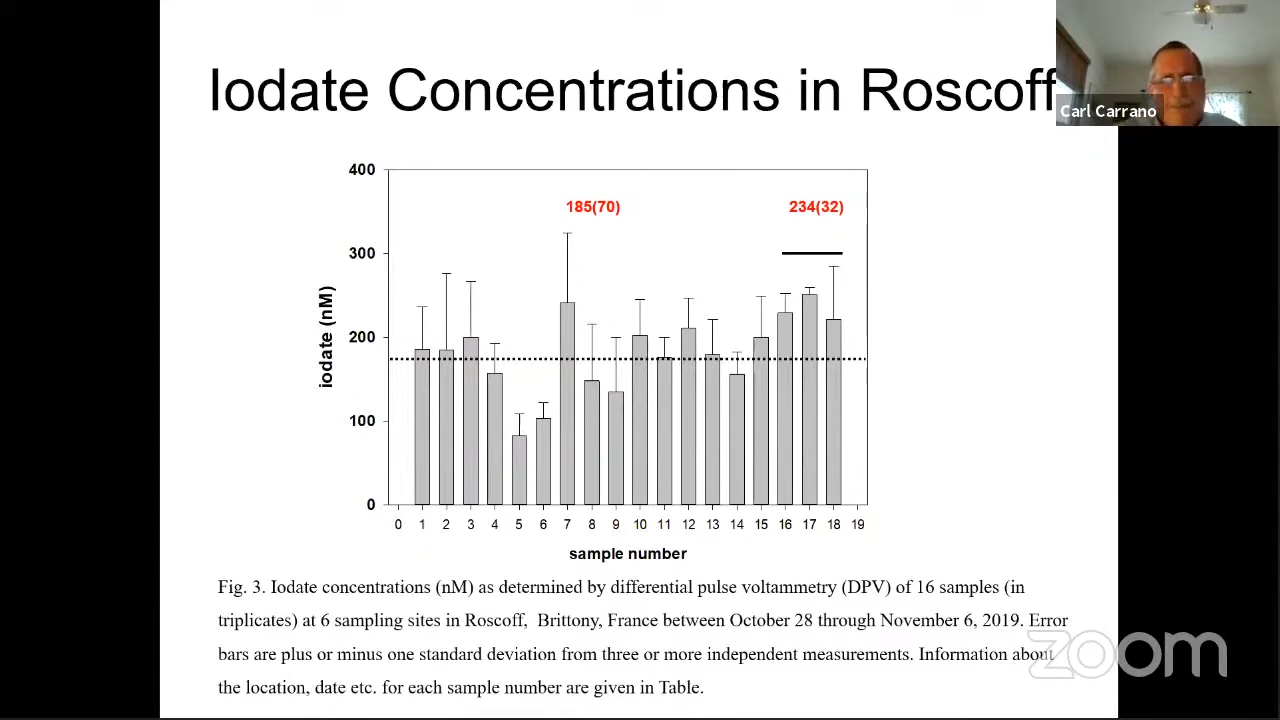 Iodate Concentrations in Roscoff
Carl Carrano
400
300
200
100
0
iodate (nM)
185(70)
234(32)
0 1 2 3 4 5 6 7 8 9 10 11 12 13 14 15 16 17 18 19
sample number
Fig. 3. Iodate concentrations (nM) as determined by differential pulse voltammetry (DPV) of 16 samples (in
triplicates) at 6 sampling sites in Roscoff, Brittony, France between October 28 through November 6, 2019. Error
bars are plus or minus one standard deviation from three or more independent measurements. Information about
the location, date etc. for each sample number are given in Table.
zoom